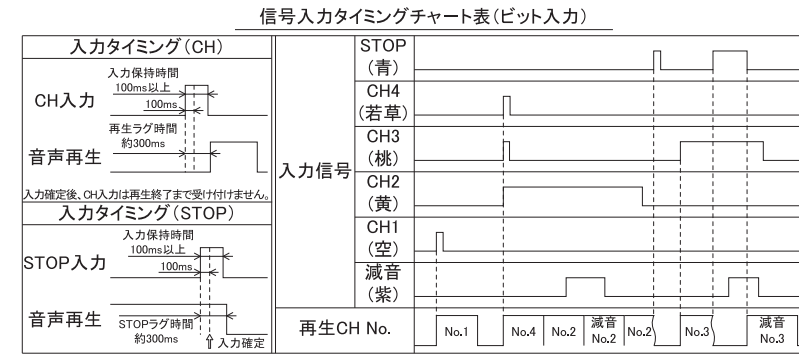 信号入力タイミングチャート表(ビット入力)
入力タイミング(CH)
入力保持時間
100ms以上
CH入力
100ms
再生ラグ時間
約300ms
音声再生
入力確定後、CH入力は再生終了まで受け付けません。
入力タイミング(STOP)
入力保持時間
100ms以上
STOP入力
100ms
音声再生
STOPラグ時間
約300ms
入力確定
入力信号
STOP
(青)
CH4
(若草)
CH3
(桃)
CH2
(黄)
CH1
(空)
減音
(紫)
再生CH No.
No.1
No.4
No.2
減音
No.2
No.2
No.3
減音
No.3